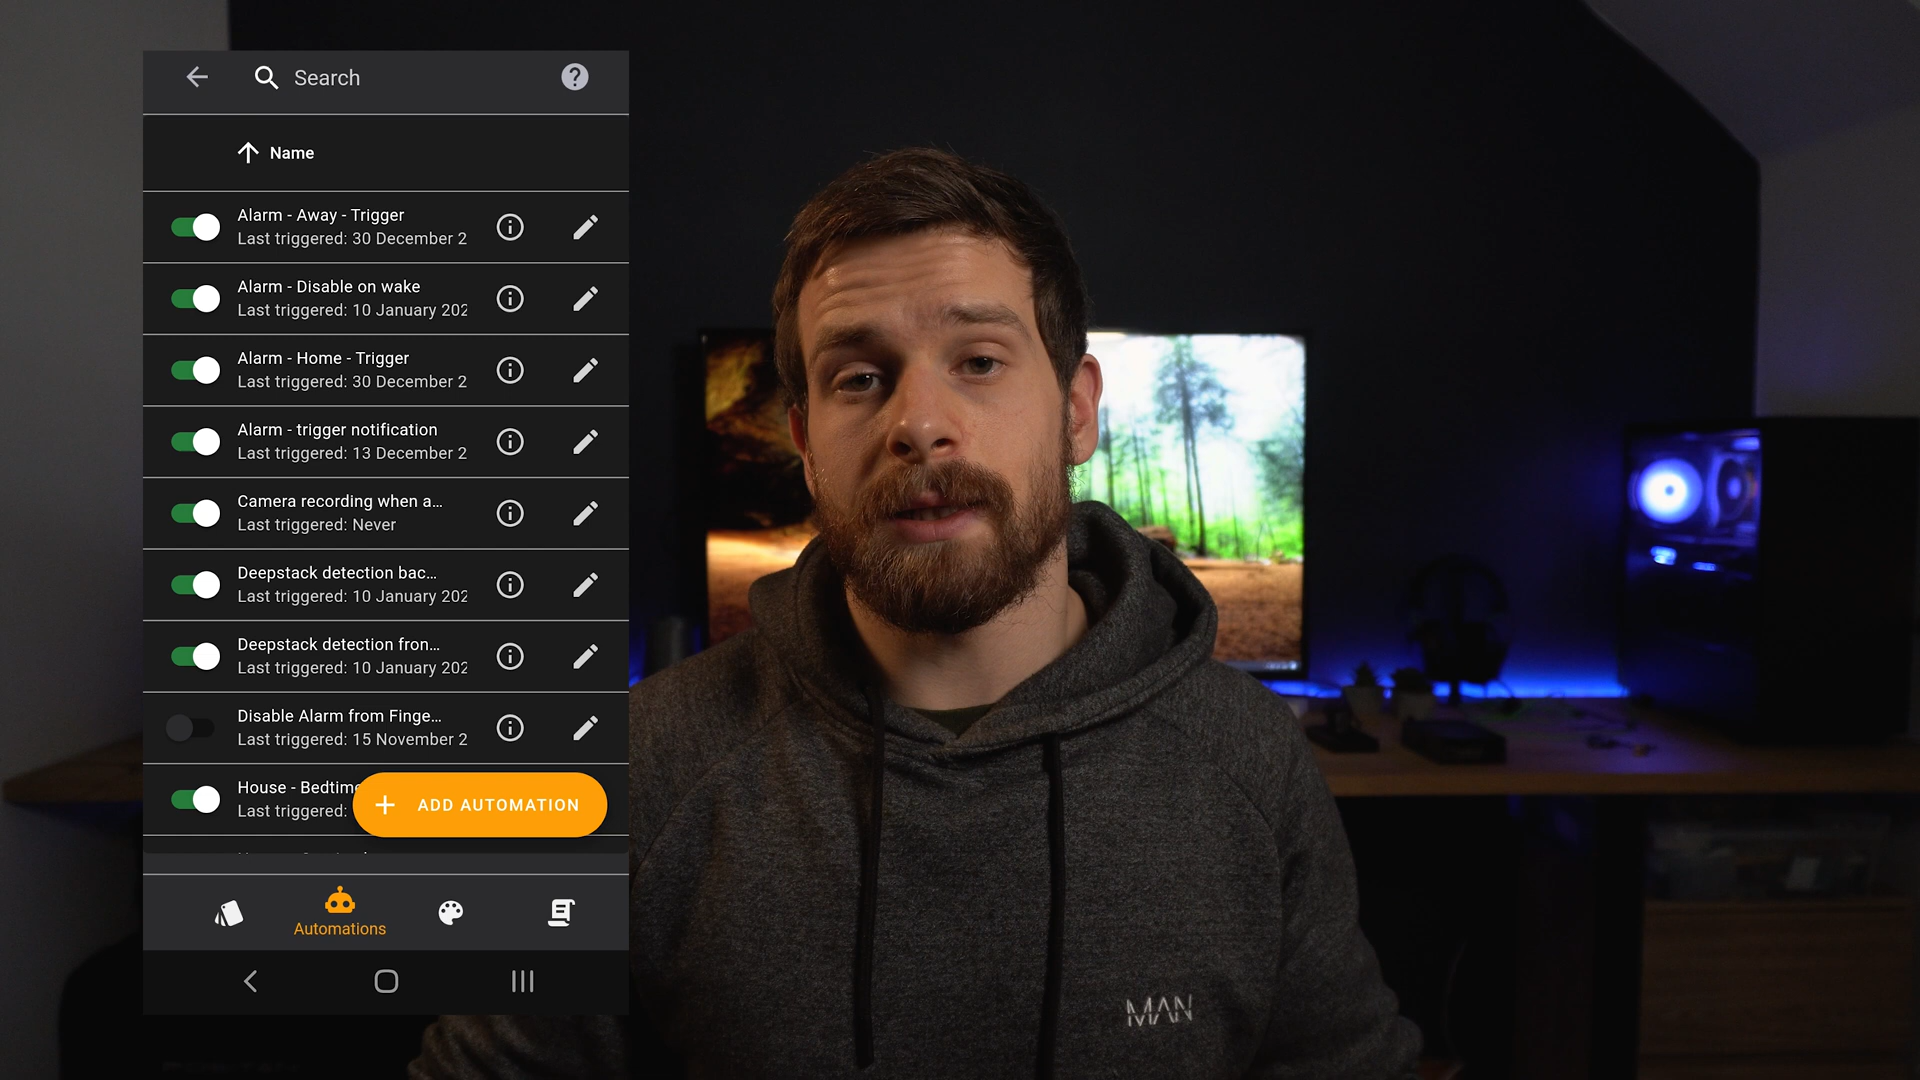 Search
Name
Alarm - Away - Trigger
Last triggered: 30 December 2
Alarm - Disable on wake
Last triggered: 10 January 202
Alarm - Home - Trigger
Last triggered: 30 December 2
Alarm - trigger notification
Last triggered: 13 December 2
Camera recording when a...
Last triggered: Never
Deepstack detection bac...
Last triggered: 10 January 202
Deepstack detection fron...
Last triggered: 10 January 202
Disable Alarm from Finge...
Last triggered: 15 November 2
House - Bedtime
Last triggered:
ADD AUTOMATION
Automations
MAN